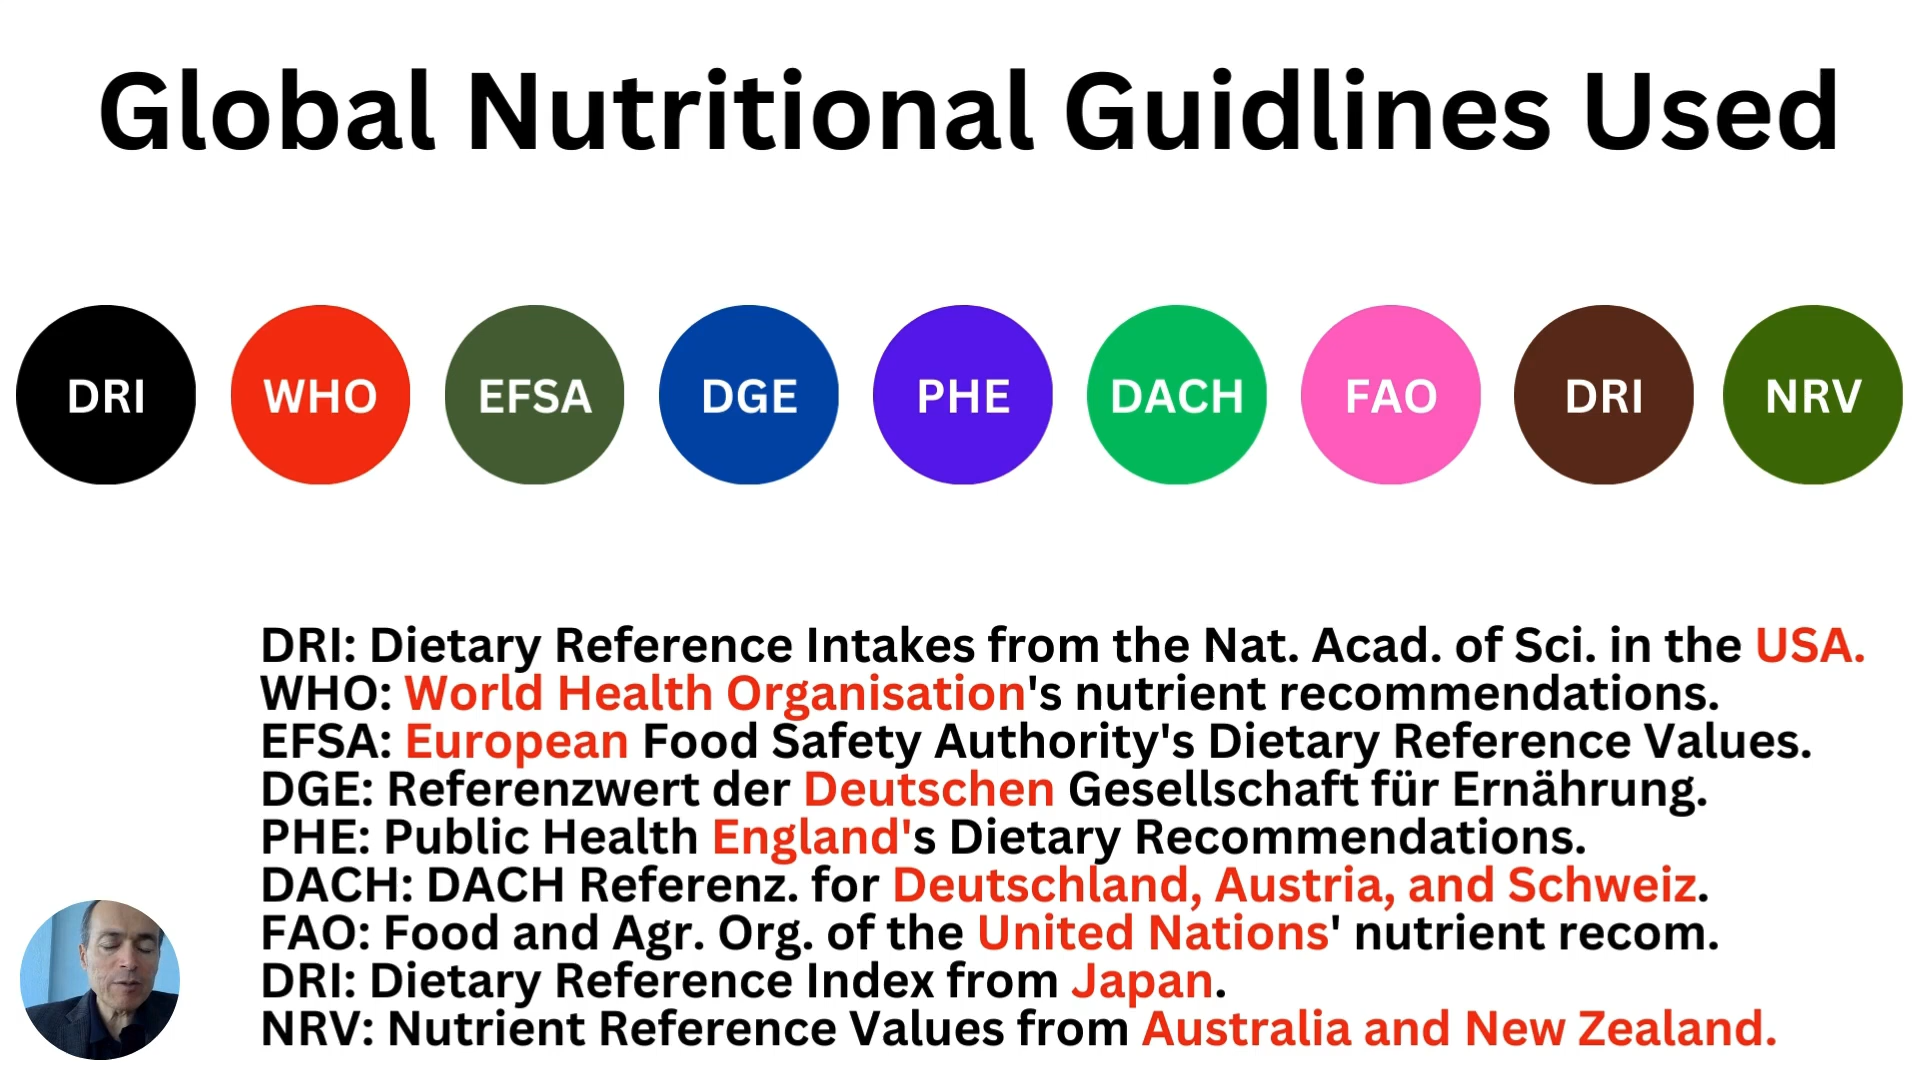 Global Nutritional Guidlines Used
DRI WHO EFSA DGE PHE DACH FAO DRI NRV
DRI: Dietary Reference Intakes from the Nat. Acad. of Sci. in the USA.
WHO: World Health Organisation's nutrient recommendations.
EFSA: European Food Safety Authority's Dietary Reference Values.
DGE: Referenzwert der Deutschen Gesellschaft für Ernährung.
PHE: Public Health England's Dietary Recommendations.
DACH: DACH Referenz. for Deutschland, Austria, and Schweiz.
FAO: Food and Agr. Org. of the United Nations' nutrient recom.
DRI: Dietary Reference Index from Japan.
NRV: Nutrient Reference Values from Australia and New Zealand.